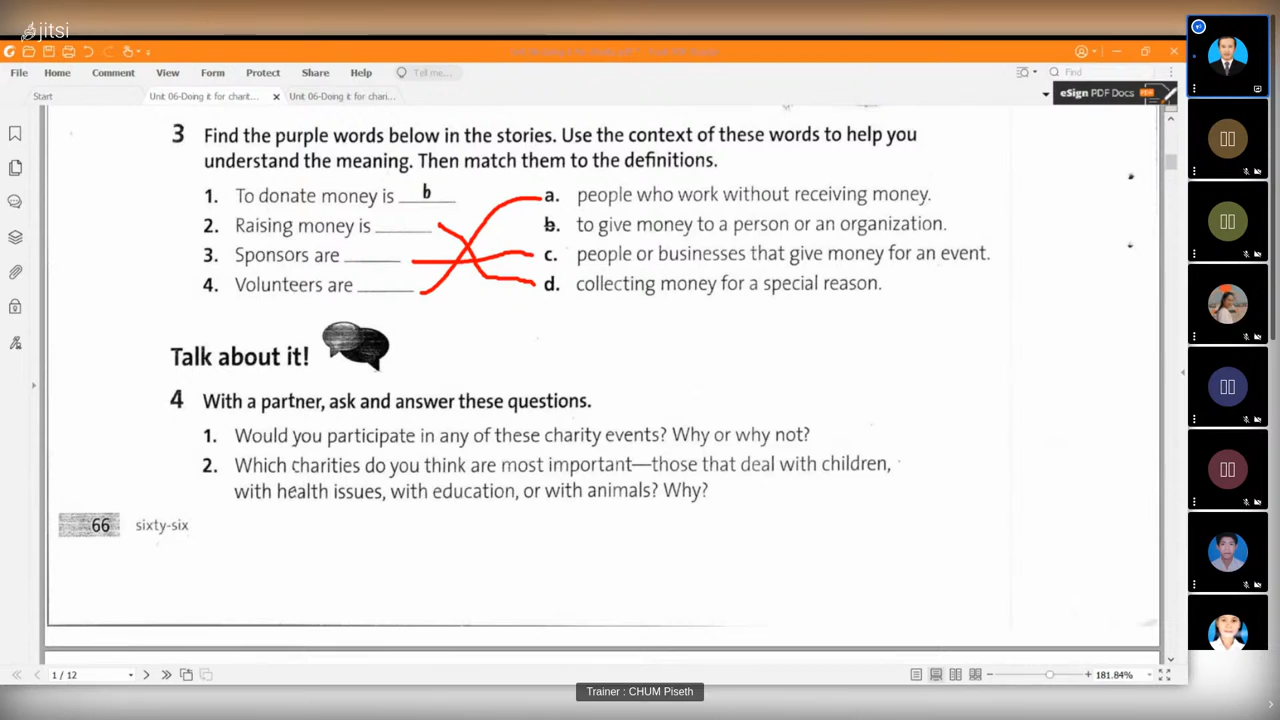 jitsi
File Home Comment View Form Protect Share Help Tell me... Find
Start Unit 06-Doing it for charit... Unit 06-Doing it for chari... eSign PDF Docs
3 Find the purple words below in the stories. Use the context of these words to help you
understand the meaning. Then match them to the definitions.
1. To donate money is b a. people who work without receiving money.
2. Raising money is ______ b. to give money to a person or an organization.
3. Sponsors are ______ c. people or businesses that give money for an event.
4. Volunteers are ______ d. collecting money for a special reason.
Talk about it!
4 With a partner, ask and answer these questions.
1. Would you participate in any of these charity events? Why or why not?
2. Which charities do you think are most important—those that deal with children,
with health issues, with education, or with animals? Why?
66 sixty-six
1 / 12 181.84%
Trainer : CHUM Piseth